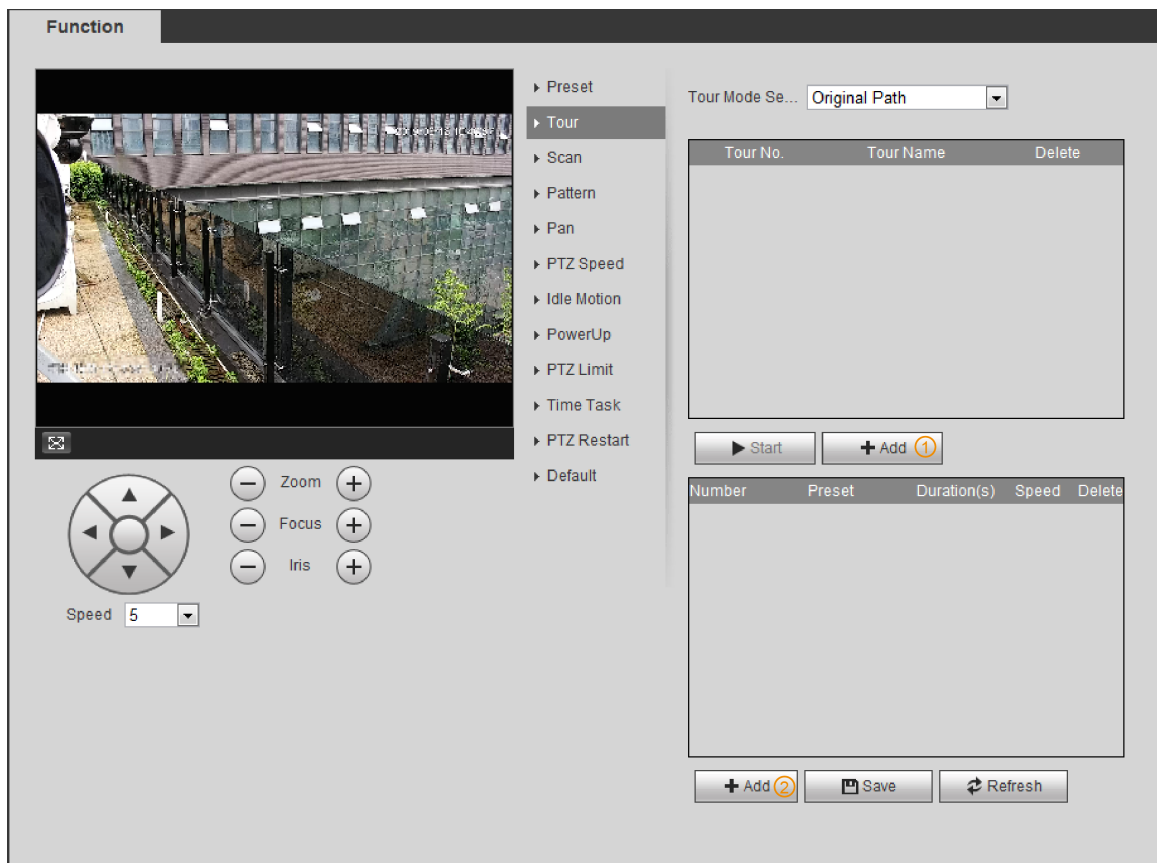 Function
Preset
Tour
Scan
Pattern
Pan
PTZ Speed
Idle Motion
PowerUp
PTZ Limit
Time Task
PTZ Restart
Default
Zoom
Focus
Iris
Speed 5
Tour Mode Se... Original Path
Tour No. Tour Name Delete
Start Add 1
Number Preset Duration(s) Speed Delete
Add 2 Save Refresh